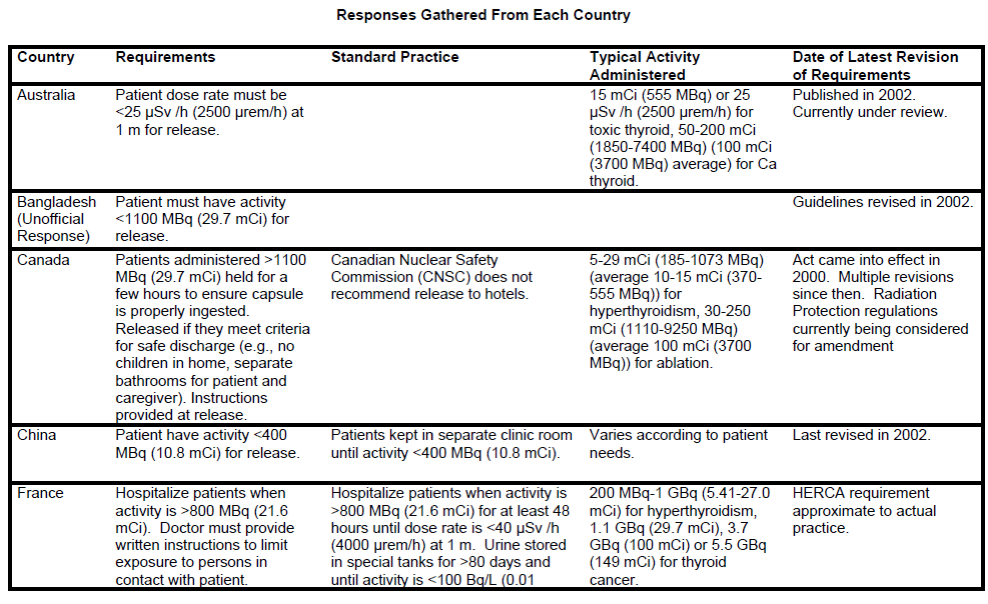 Responses Gathered From Each Country
Country Requirements Standard Practice Typical Activity Administered Date of Latest Revision of Requirements
Australia
Patient dose rate must be
<25 µSv /h (2500 µrem/h) at
1 m for release.
15 mCi (555 MBq) or 25
µSv /h (2500 µrem/h) for
toxic thyroid, 50-200 mCi
(1850-7400 MBq) (100 mCi
(3700 MBq) average) for Ca
thyroid.
Published in 2002.
Currently under review.
Bangladesh
(Unofficial
Response)
Patient must have activity
<1100 MBq (29.7 mCi) for
release.
Guidelines revised in 2002.
Canada
Patients administered >1100
MBq (29.7 mCi) held for a
few hours to ensure capsule
is properly ingested.
Released if they meet criteria
for safe discharge (e.g., no
children in home, separate
bathrooms for patient and
caregiver). Instructions
provided at release.
Canadian Nuclear Safety
Commission (CNSC) does not
recommend release to hotels.
5-29 mCi (185-1073 MBq)
(average 10-15 mCi (370-
555 MBq)) for
hyperthyroidism, 30-250
mCi (1110-9250 MBq)
(average 100 mCi (3700
MBq)) for ablation.
Act came into effect in
2000. Multiple revisions
since then. Radiation
Protection regulations
currently being considered
for amendment
China
Patient have activity <400
MBq (10.8 mCi) for release.
Patients kept in separate clinic room
until activity <400 MBq (10.8 mCi).
Varies according to patient
needs.
Last revised in 2002.
France
Hospitalize patients when
activity is >800 MBq (21.6
mCi). Doctor must provide
written instructions to limit
exposure to persons in
contact with patient.
Hospitalize patients when activity is
>800 MBq (21.6 mCi) for at least 48
hours until dose rate is <40 µSv /h
(4000 µrem/h) at 1 m. Urine stored
in special tanks for >80 days and
until activity is <100 Bq/L (0.01
200 MBq-1 GBq (5.41-27.0
mCi) for hyperthyroidism,
1.1 GBq (29.7 mCi), 3.7
GBq (100 mCi) or 5.5 GBq
(149 mCi) for thyroid
cancer.
HERCA requirement
approximate to actual
practice.